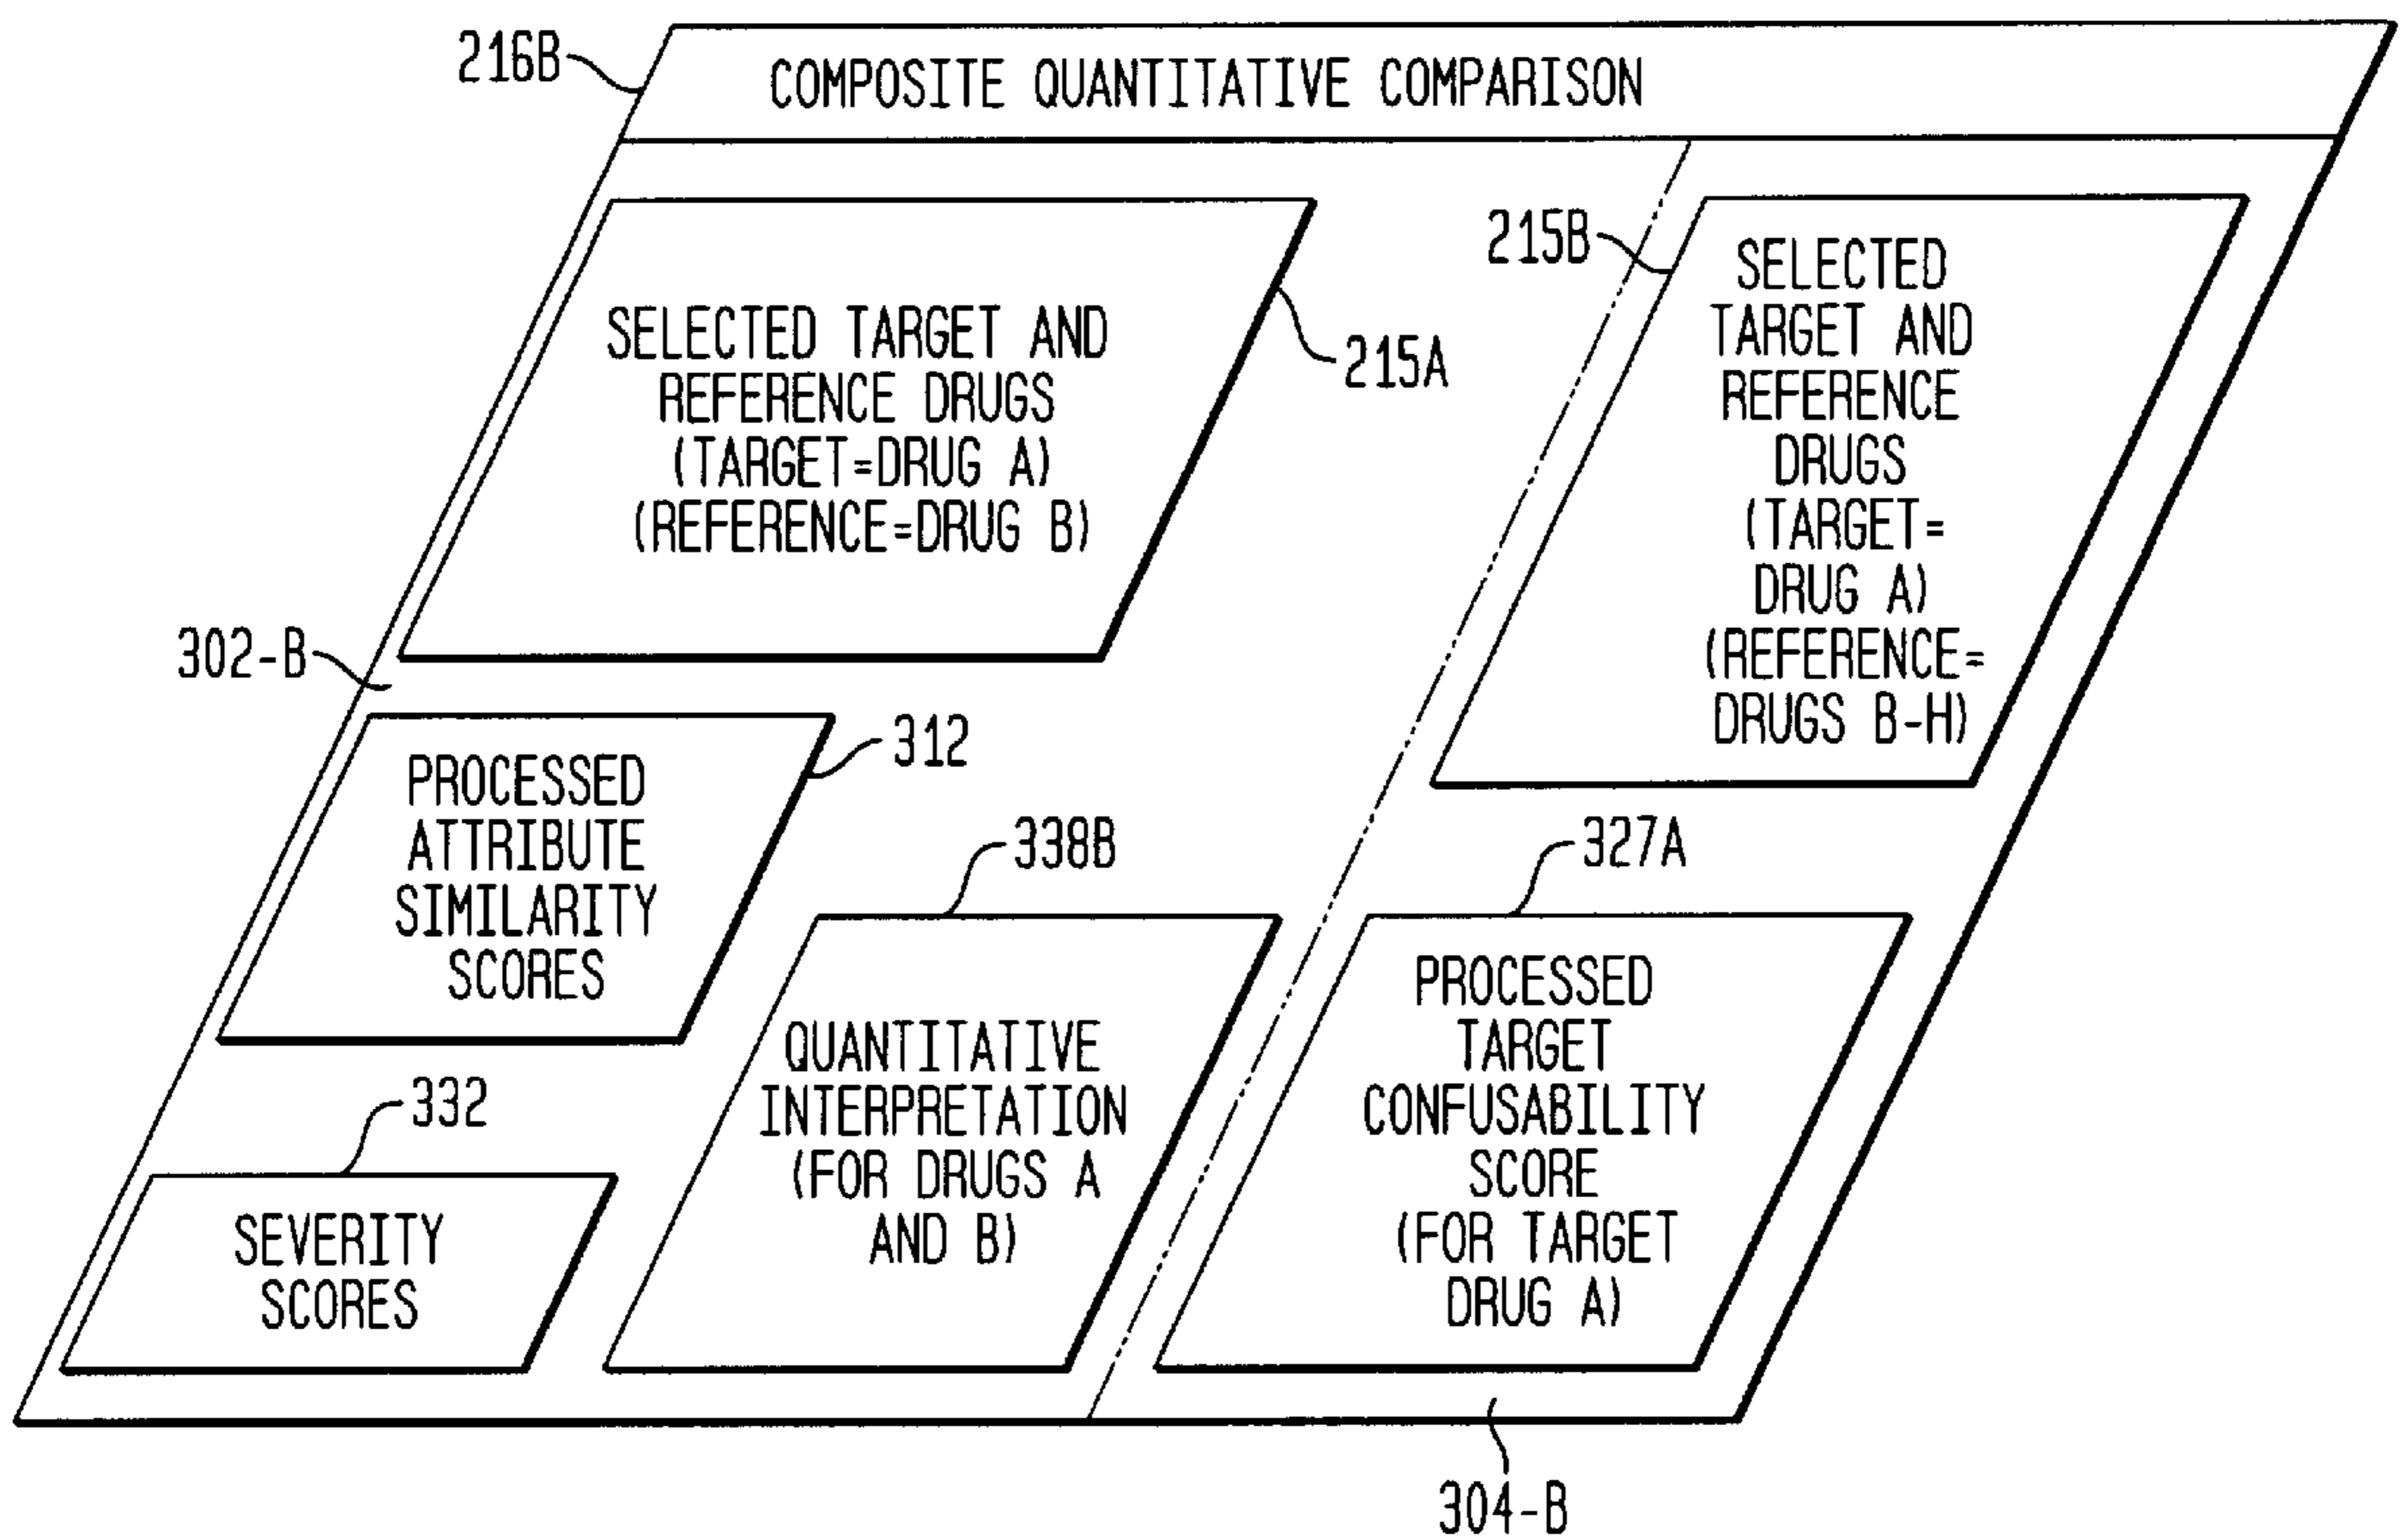 216B
COMPOSITE QUANTITATIVE COMPARISON
SELECTED TARGET AND
REFERENCE DRUGS
(TARGET=DRUG A)
(REFERENCE=DRUG B)
215A
215B
SELECTED
TARGET AND
REFERENCE
DRUGS
(TARGET=
DRUG A)
(REFERENCE=
DRUGS B-H)
302-B
PROCESSED
ATTRIBUTE
SIMILARITY
SCORES
312
338B
QUANTITATIVE
INTERPRETATION
(FOR DRUGS A
AND B)
327A
PROCESSED
TARGET
CONFUSABILITY
SCORE
(FOR TARGET
DRUG A)
332
SEVERITY
SCORES
304-B